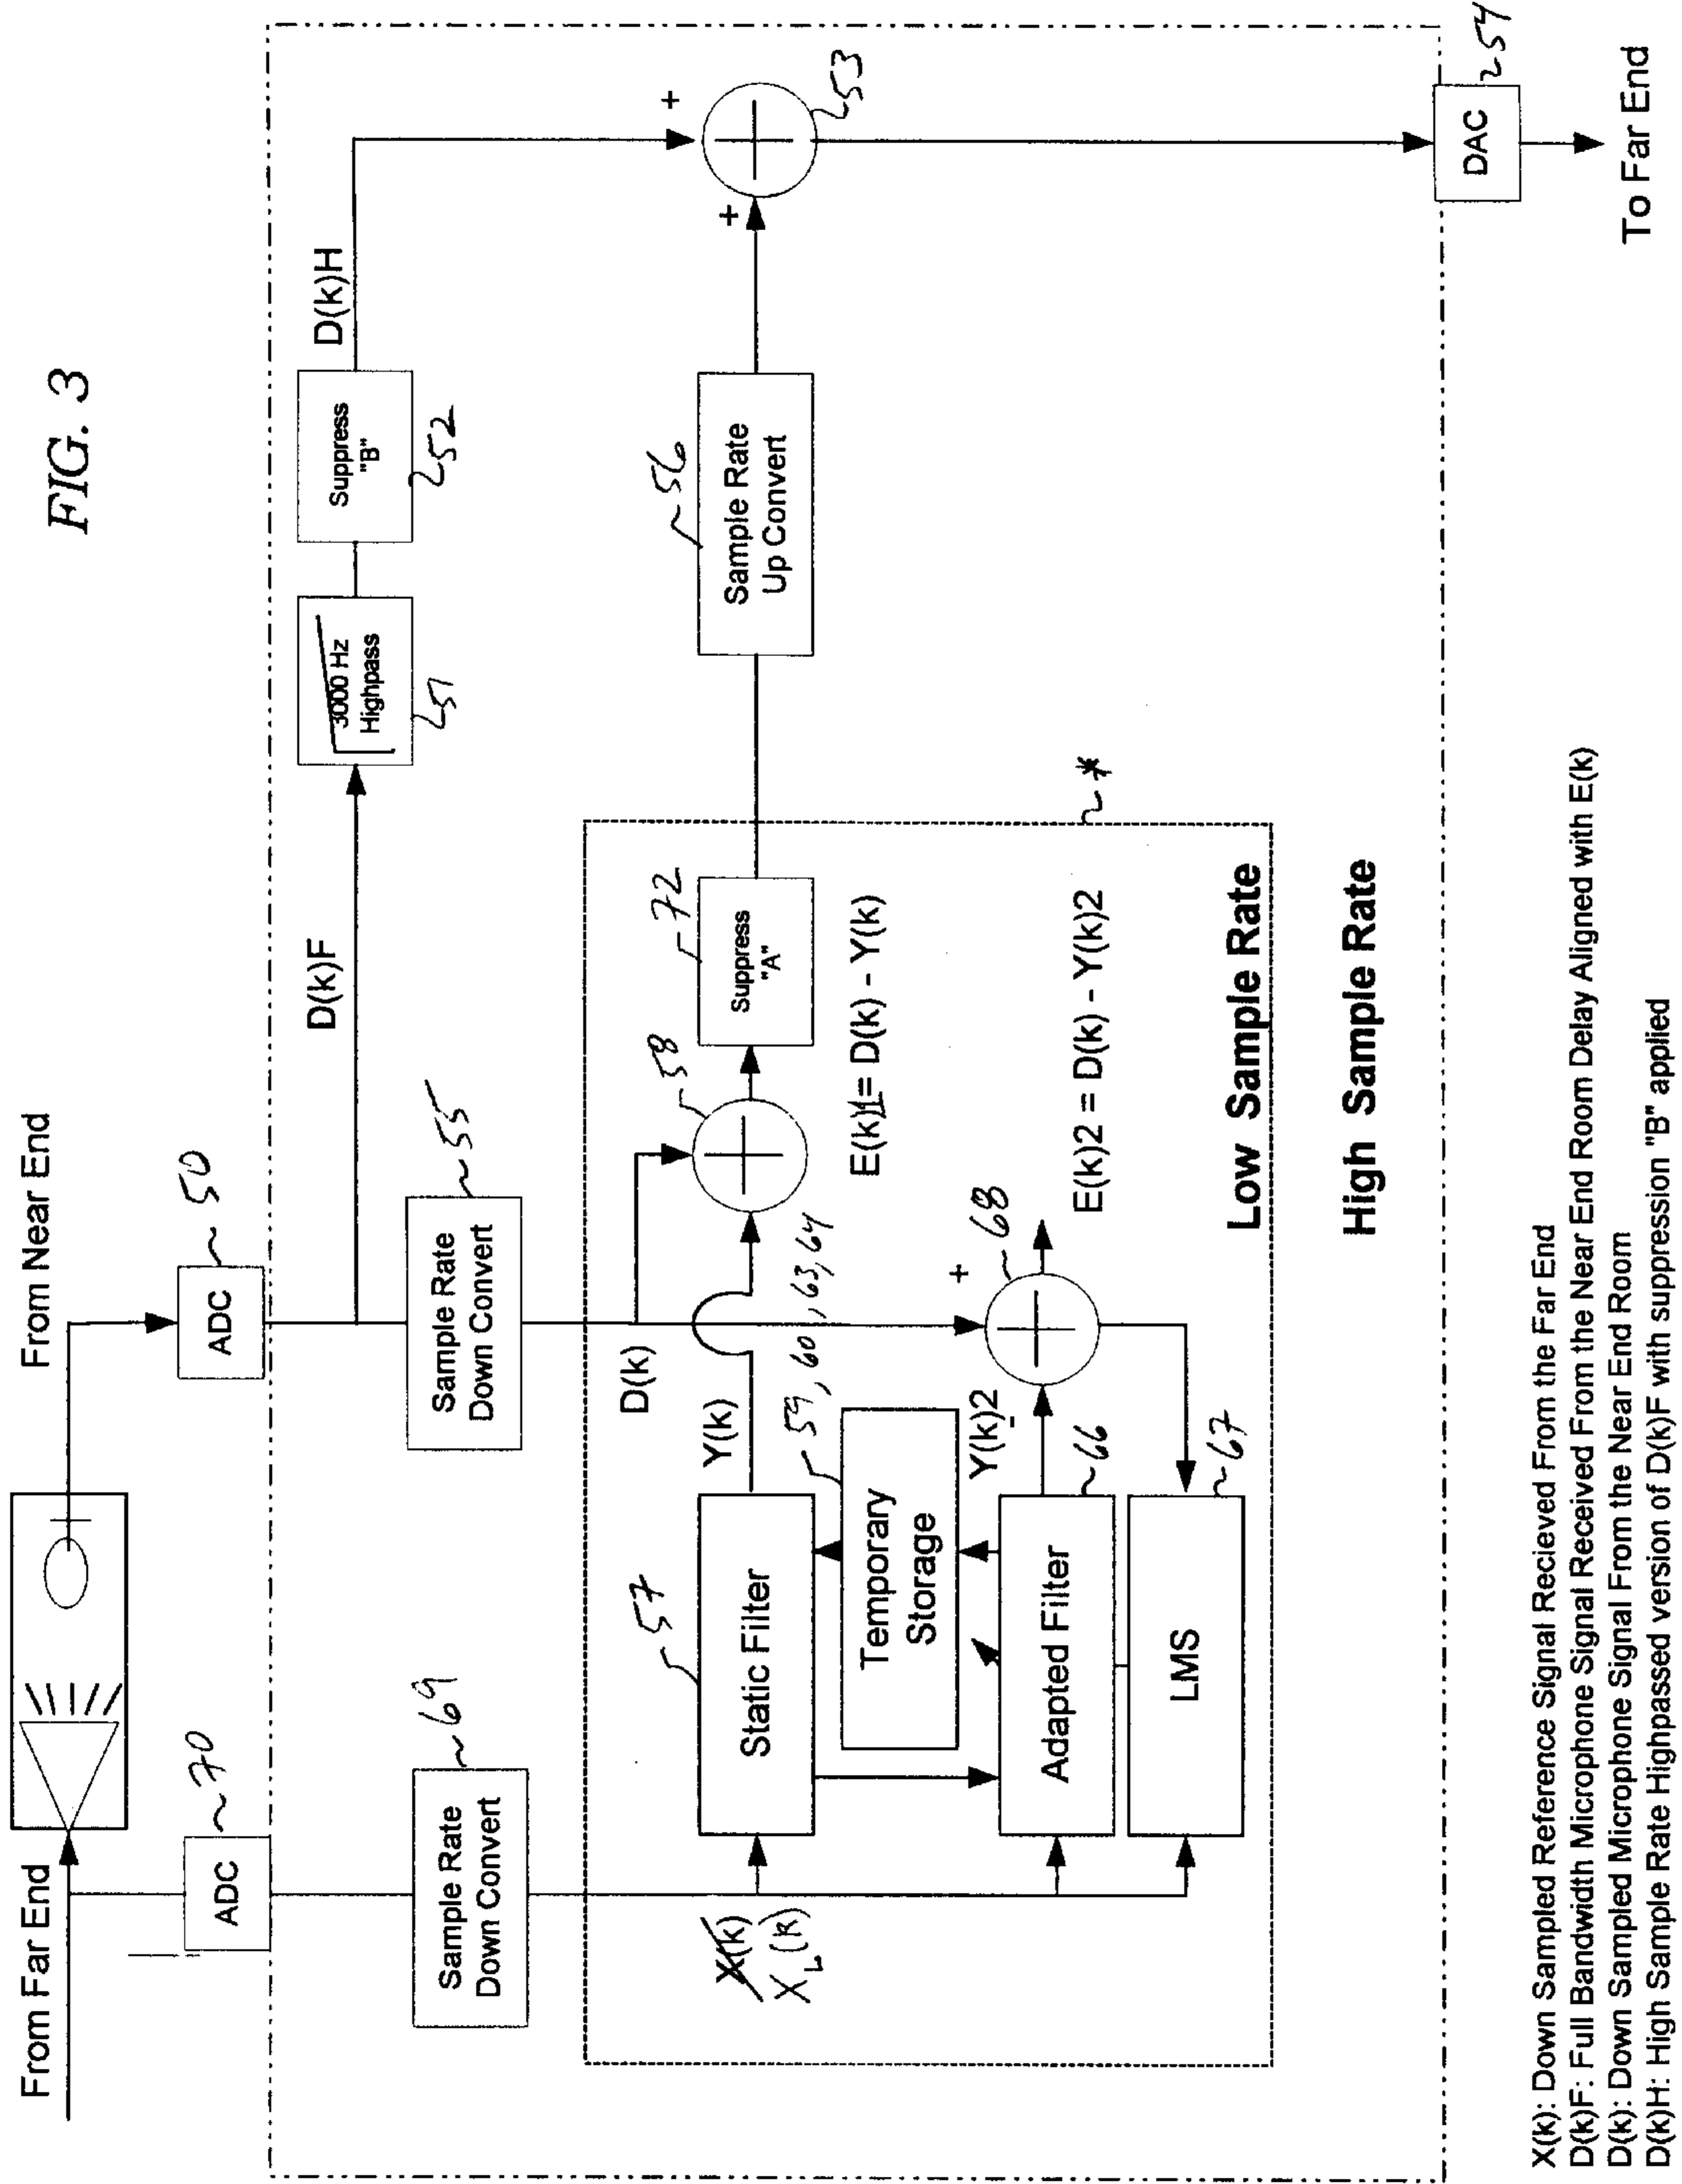 FIG. 3
From Far End
From Near End
ADC
~70
ADC
~50
Sample Rate
Down Convert
~69
Sample Rate
Down Convert
~55
D(k)F
3000 Hz
Highpass
51
Suppress
"B"
52
D(k)H
+
+
53
X(k)
X_L(k)
D(k)
Static Filter
57
Y(k)
58
Suppress
"A"
72
E(k)1= D(k) - Y(k)
Sample Rate
Up Convert
~56
Temporary
Storage
59, 60, 63, 64
Adapted Filter
~66
Y(k)2
+
~68
E(k)2 = D(k) - Y(k)2
LMS
~67
~*
Low Sample Rate
High Sample Rate
DAC
54
To Far End
X(k): Down Sampled Reference Signal Recieved From the Far End
D(k)F: Full Bandwidth Microphone Signal Received From the Near End Room Delay Aligned with E(k)
D(k): Down Sampled Microphone Signal From the Near End Room
D(k)H: High Sample Rate Highpassed version of D(k)F with suppression "B" applied